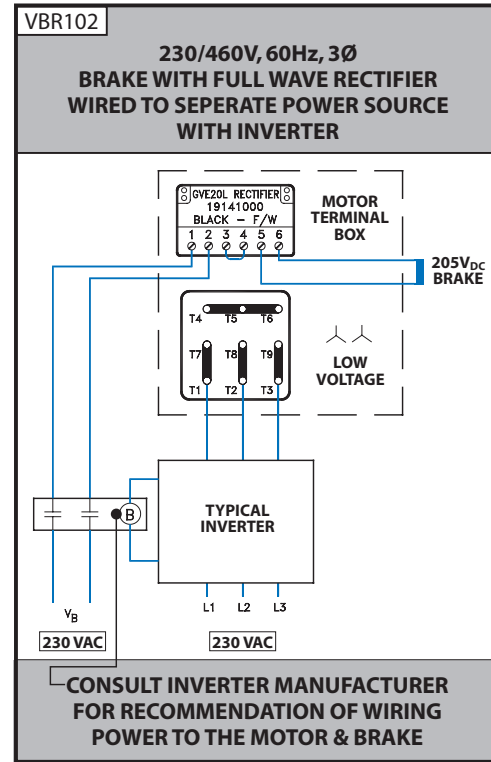 VBR102
230/460V, 60Hz, 3Ø
BRAKE WITH FULL WAVE RECTIFIER
WIRED TO SEPERATE POWER SOURCE
WITH INVERTER
GVE20L RECTIFIER
19141000
BLACK - F/W
1 2 3 4 5 6
MOTOR
TERMINAL
BOX
205VDC
BRAKE
T4 T5 T6
T7 T8 T9
T1 T2 T3
LOW
VOLTAGE
B
TYPICAL
INVERTER
L1 L2 L3
VB
230 VAC 230 VAC
CONSULT INVERTER MANUFACTURER
FOR RECOMMENDATION OF WIRING
POWER TO THE MOTOR & BRAKE